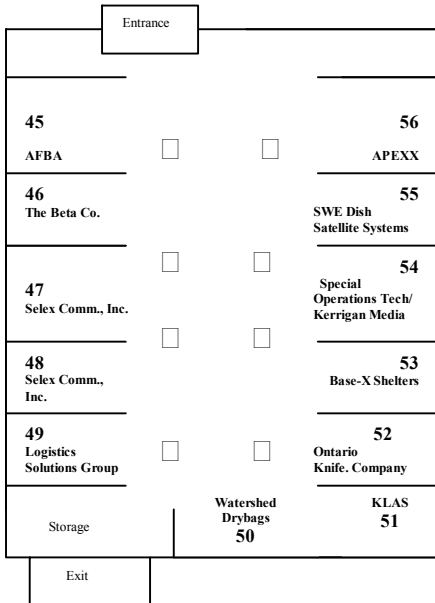 Entrance
45
AFBA
46
The Beta Co.
47
Selex Comm., Inc.
48
Selex Comm.,
Inc.
49
Logistics
Solutions Group
Storage
Exit
56
APEXX
55
SWE Dish
Satellite Systems
54
Special
Operations Tech/
Kerrigan Media
53
Base-X Shelters
52
Ontario
Knife. Company
Watershed
Drybags
50
KLAS
51